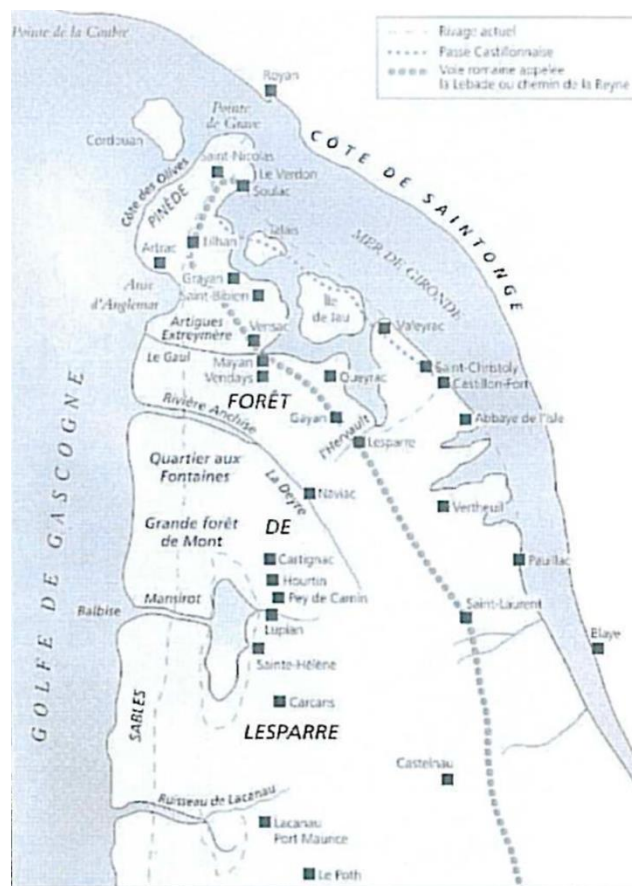 Pointe de la Coubre
Rivage actuel
Passe Castillonnaise
Voie romaine appelée
la Lebade ou chemin de la Reyne
Royan
Pointe
de Grave
Cordouan
CÔTE DE SAINTONGE
Saint-Nicolas
Le Verdon
Soulac
Côte des Olives
PINÈDE
Talais
Lilhan
Artrac
MER DE GIRONDE
Grayan
Anse
d'Anglemar
Saint-Bibien
Ile
de Jau
Artigues
Extreymère
Valeyrac
Vensac
Le Gaul
Mayan
Vendays
Queyrac
Saint-Christoly
Castillon-Fort
FORÊT
Rivière Anchise
Gayan
l'Hervault
Abbaye de l'Isle
Lesparre
GOLFE DE GASCOGNE
Quartier aux
Fontaines
La Deyre
Naviac
Vertheuil
Grande forêt
de Mont
DE
Cartignac
Pauillac
Hourtin
Pey de Camin
Mansirot
Balbise
Lupian
Saint-Laurent
Sainte-Hélène
Blaye
Carcans
SABLES
LESPARRE
Castelnau
Ruisseau de Lacanau
Lacanau
Port Maurice
Le Poth